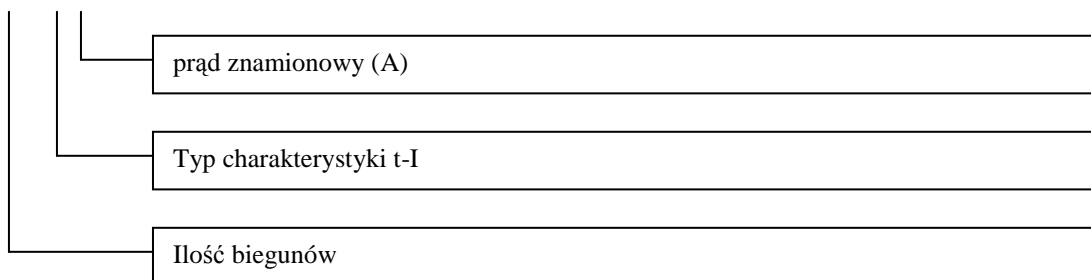 prąd znamionowy (A)
Typ charakterystyki t-I
Ilość biegunów